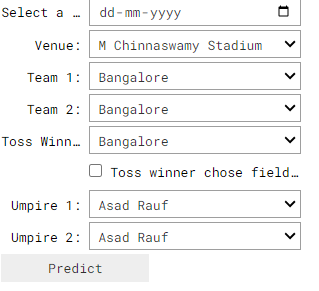 Select a … dd-mm-yyyy
Venue: M Chinnaswamy Stadium
Team 1: Bangalore
Team 2: Bangalore
Toss Winn… Bangalore
Toss winner chose field…
Umpire 1: Asad Rauf
Umpire 2: Asad Rauf
Predict